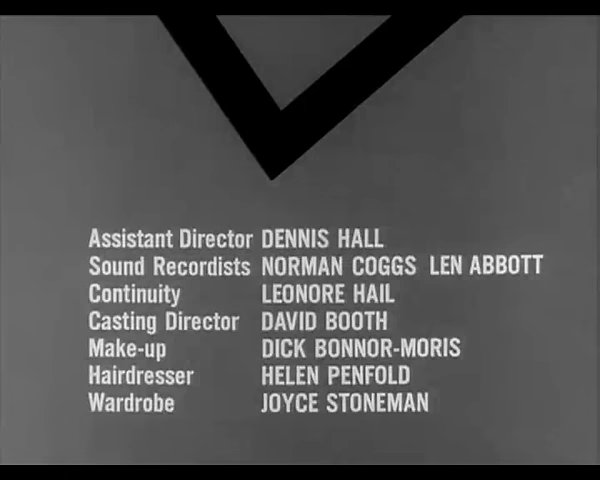 Assistant Director DENNIS HALL
Sound Recordists NORMAN COGGS LEN ABBOTT
Continuity LEONORE HAIL
Casting Director DAVID BOOTH
Make-up DICK BONNOR-MORIS
Hairdresser HELEN PENFOLD
Wardrobe JOYCE STONEMAN